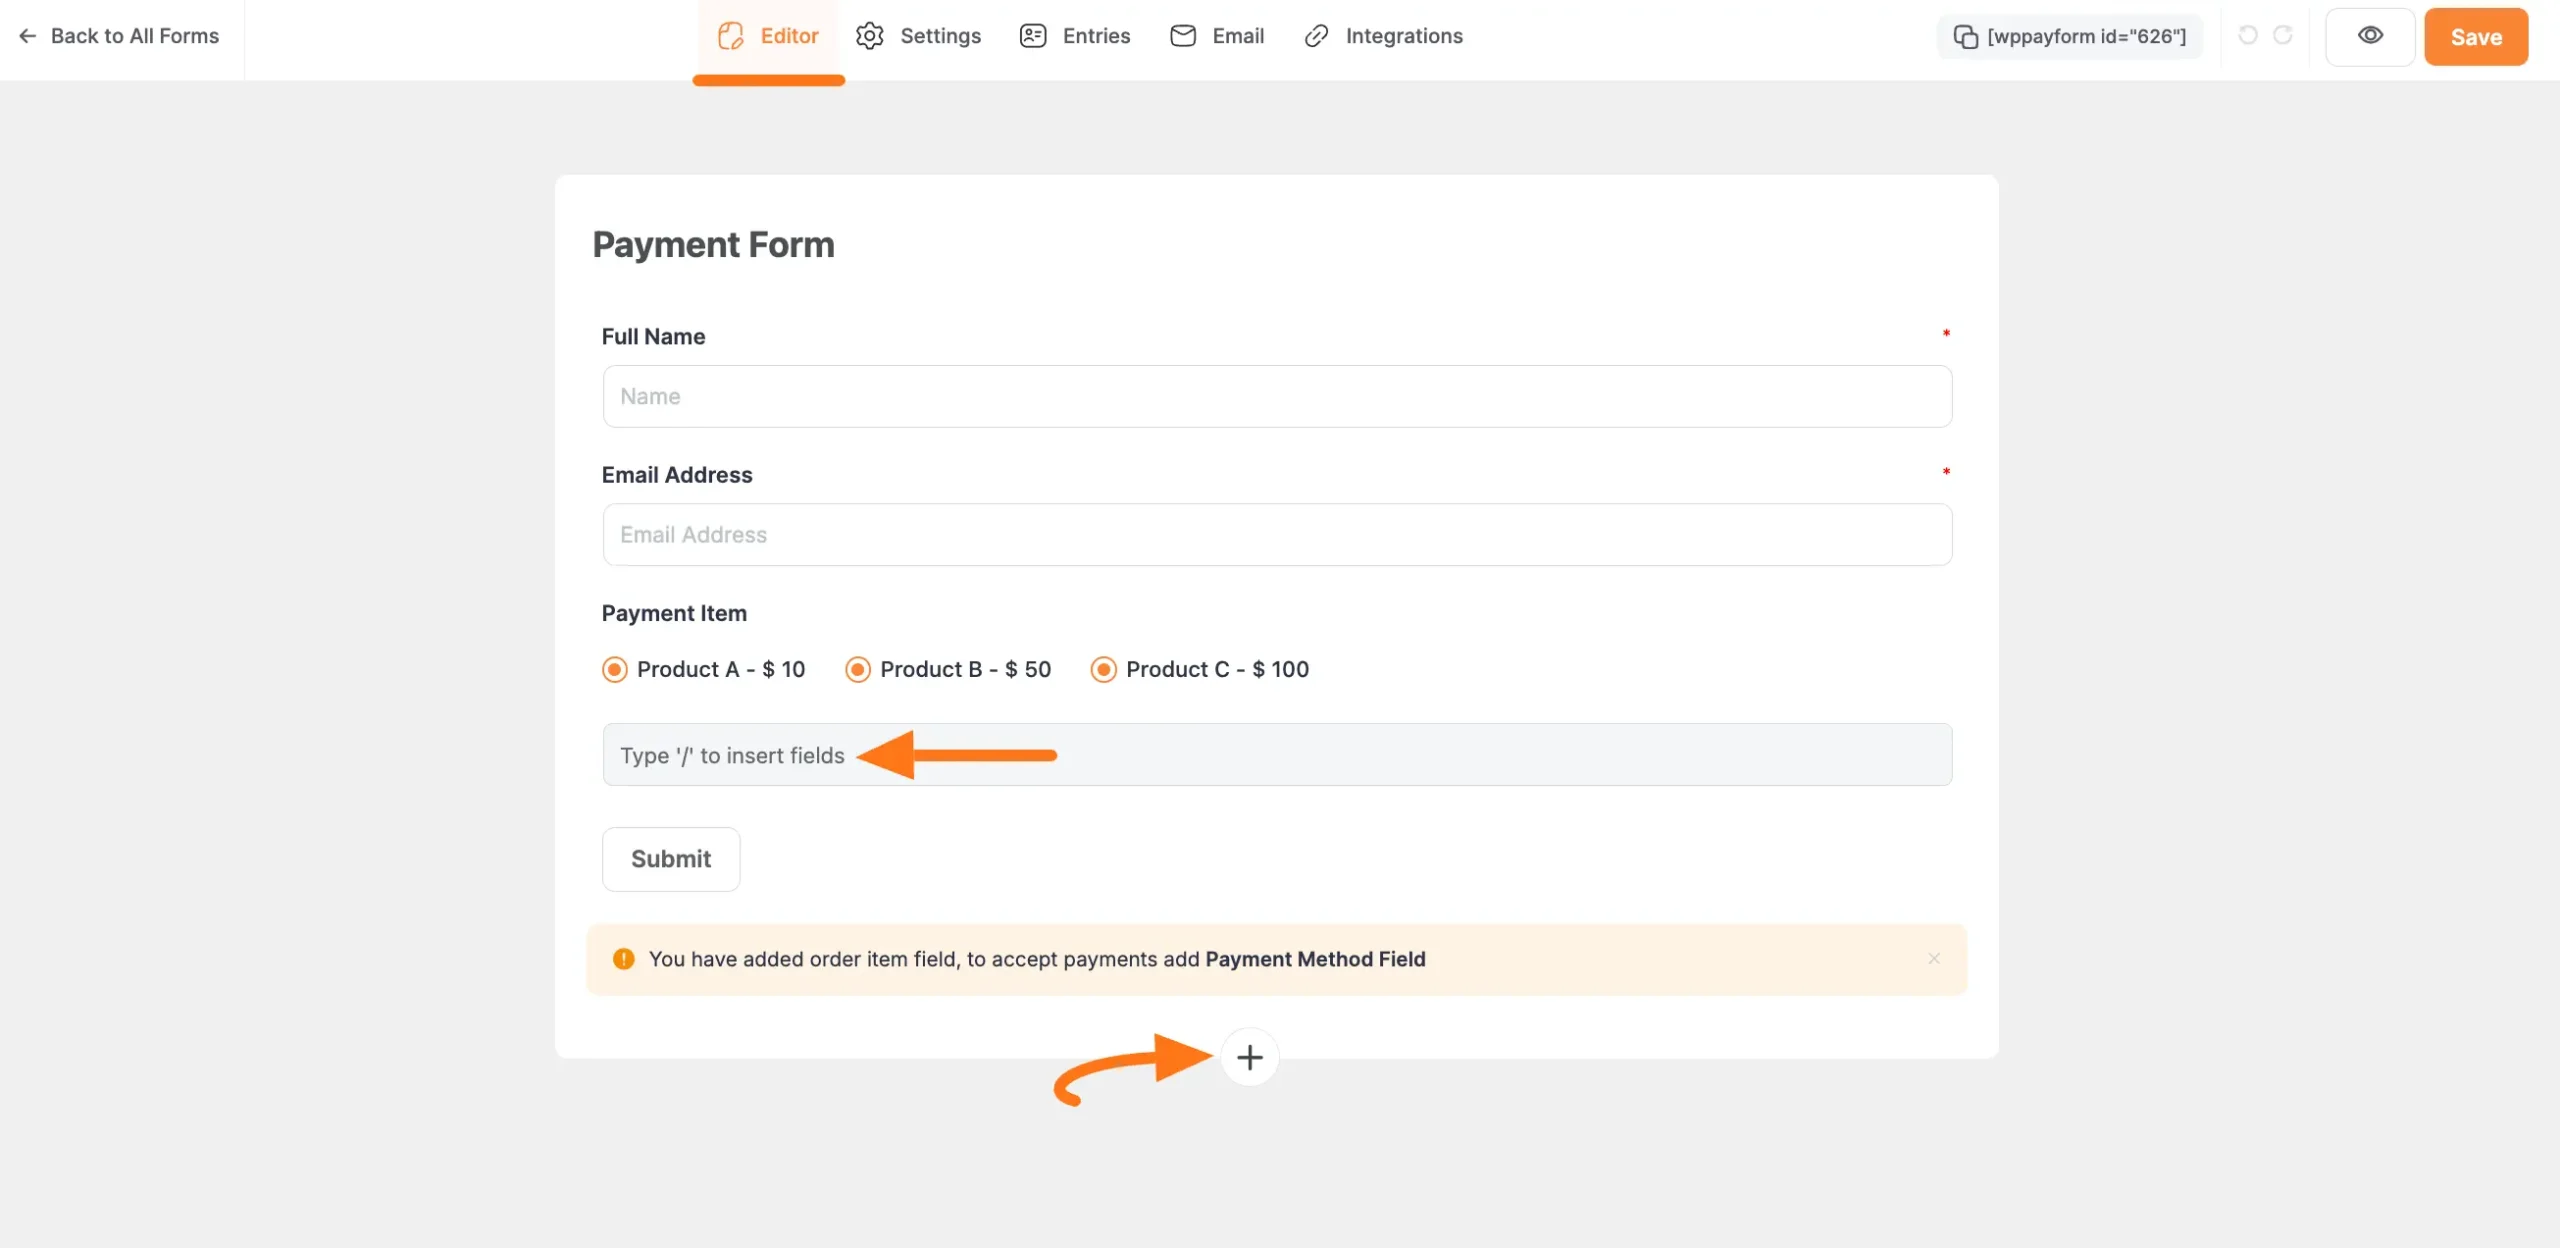 Back to All Forms
Editor
Settings
Entries
Email
Integrations
[wppayform id="626"]
Save
Payment Form
Full Name *
Name
Email Address *
Email Address
Payment Item
Product A - $ 10 Product B - $ 50 Product C - $ 100
Type '/' to insert fields
Submit
You have added order item field, to accept payments add Payment Method Field